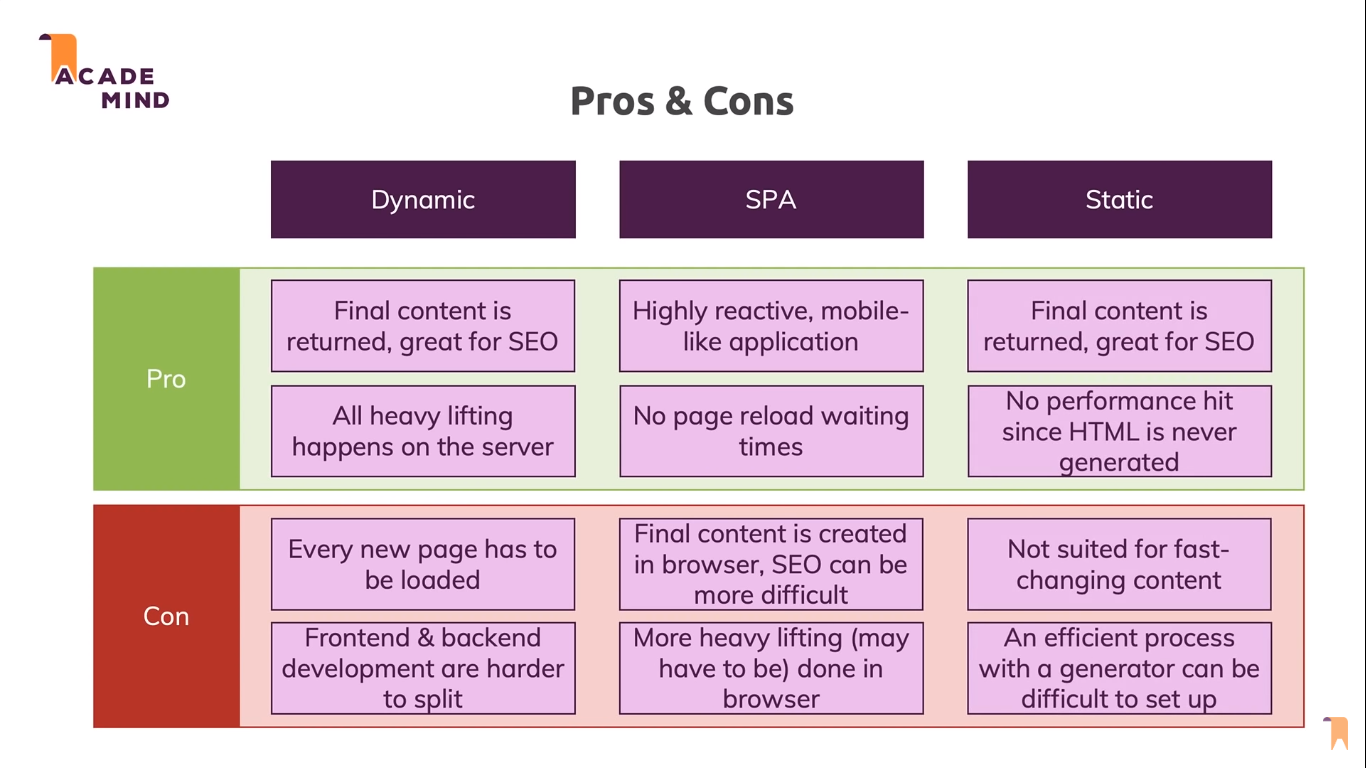 ACADE
MIND
Pros & Cons
Dynamic
SPA
Static
Pro
Final content is
returned, great for SEO
Highly reactive, mobile-
like application
Final content is
returned, great for SEO
All heavy lifting
happens on the server
No page reload waiting
times
No performance hit
since HTML is never
generated
Con
Every new page has to
be loaded
Final content is created
in browser, SEO can be
more difficult
Not suited for fast-
changing content
Frontend & backend
development are harder
to split
More heavy lifting (may
have to be) done in
browser
An efficient process
with a generator can be
difficult to set up